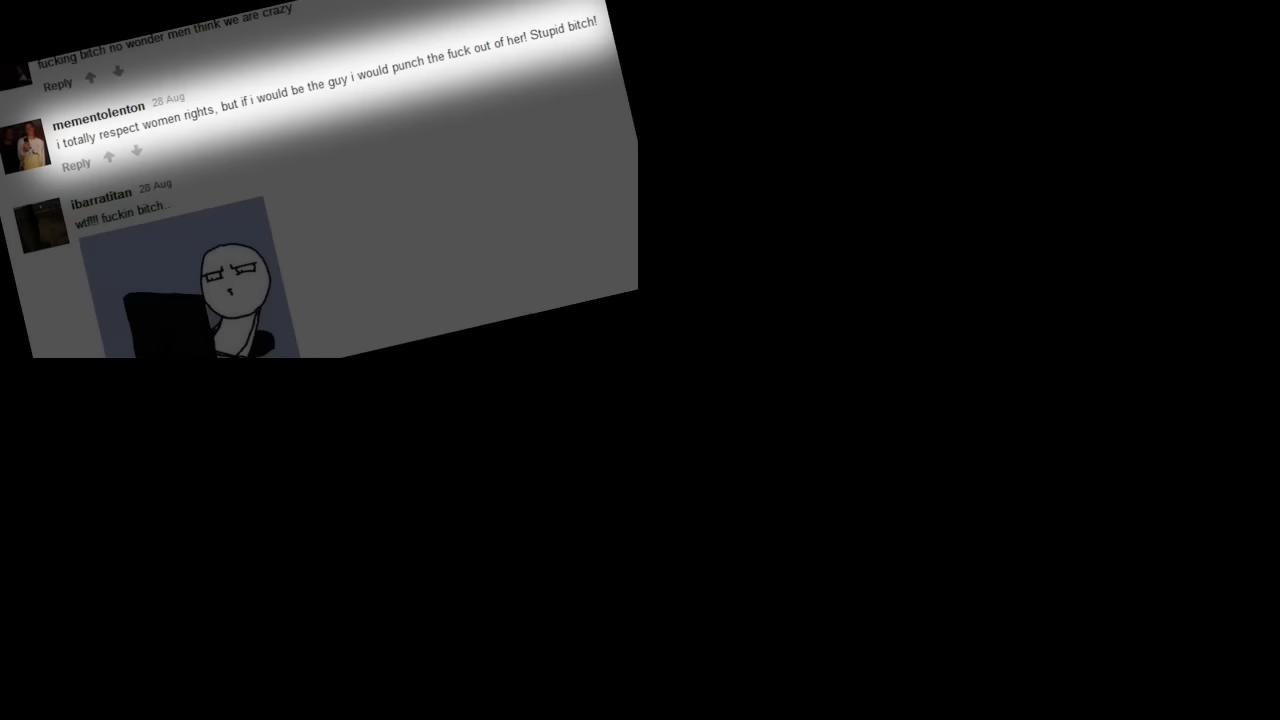 fucking bitch no wonder men think we are crazy
Reply
mementolenton 28 Aug
i totally respect women rights, but if i would be the guy i would punch the fuck out of her! Stupid bitch!
Reply
ibarratitan 28 Aug
wtf!!! fuckin bitch..